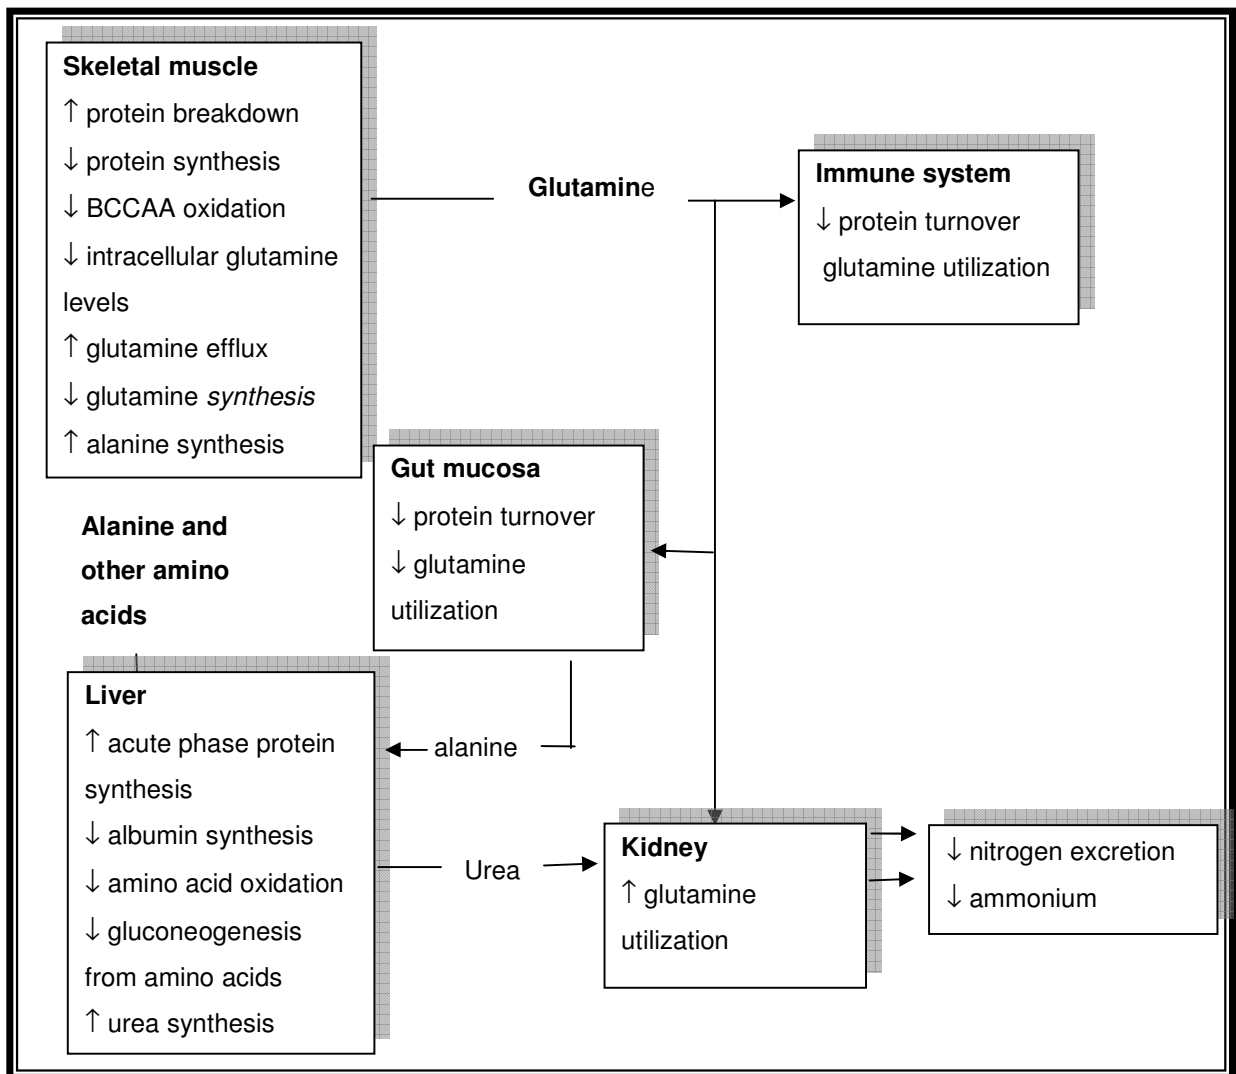 Skeletal muscle
↑ protein breakdown
↓ protein synthesis
↓ BCCAA oxidation
↓ intracellular glutamine
levels
↑ glutamine efflux
↓ glutamine synthesis
↑ alanine synthesis
Glutamine
Immune system
↓ protein turnover
glutamine utilization
Gut mucosa
↓ protein turnover
↓ glutamine
utilization
Alanine and
other amino
acids
Liver
↑ acute phase protein
synthesis
↓ albumin synthesis
↓ amino acid oxidation
↓ gluconeogenesis
from amino acids
↑ urea synthesis
alanine
Urea
Kidney
↑ glutamine
utilization
↓ nitrogen excretion
↓ ammonium